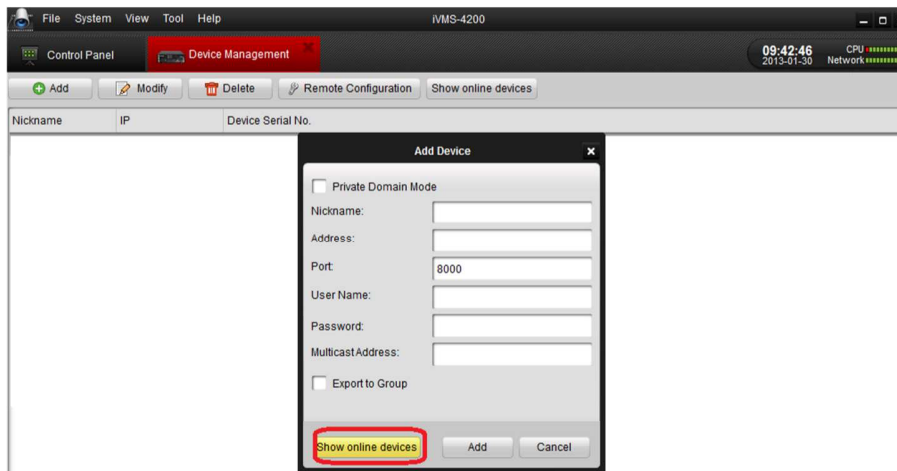 File System View Tool Help iVMS-4200
Control Panel Device Management 09:42:46 CPU
2013-01-30 Network
Add Modify Delete Remote Configuration Show online devices
Nickname IP Device Serial No.
Add Device
Private Domain Mode
Nickname:
Address:
Port: 8000
User Name:
Password:
Multicast Address:
Export to Group
Show online devices Add Cancel